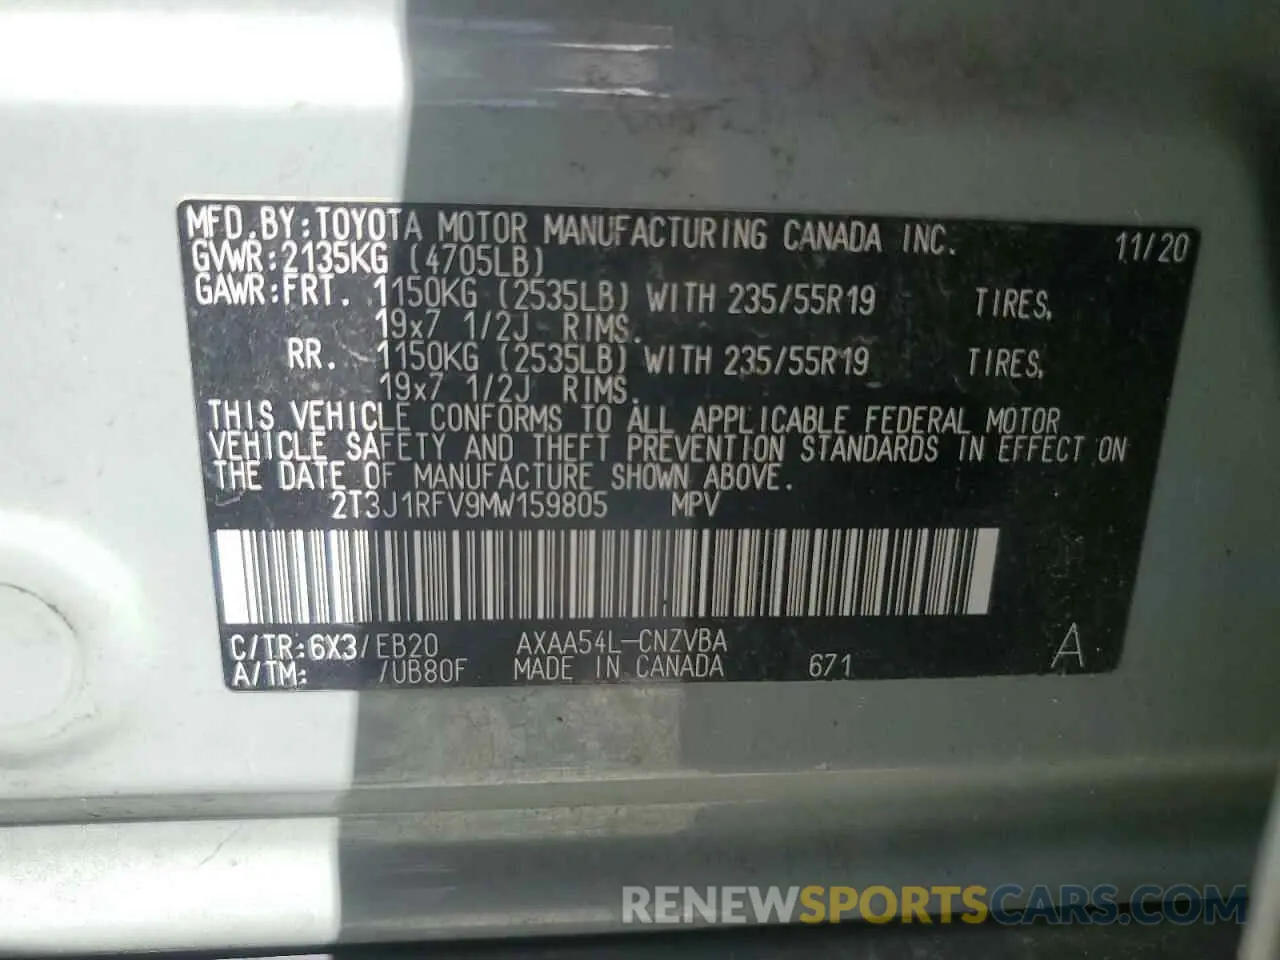 MFD.BY:TOYOTA MOTOR MANUFACTURING CANADA INC. 11/20
GVWR:2135KG (4705LB)
GAWR:FRT. 1150KG (2535LB) WITH 235/55R19 TIRES,
19x7 1/2J RIMS.
RR. 1150KG (2535LB) WITH 235/55R19 TIRES,
19x7 1/2J RIMS.
THIS VEHICLE CONFORMS TO ALL APPLICABLE FEDERAL MOTOR
VEHICLE SAFETY AND THEFT PREVENTION STANDARDS IN EFFECT ON
THE DATE OF MANUFACTURE SHOWN ABOVE.
2T3J1RFV9MW159805 MPV
C/TR:6X3/EB20 AXAA54L-CNZVBA
A/TM: /UB80F MADE IN CANADA 671 A
RENEWSPORTSCARS.COM